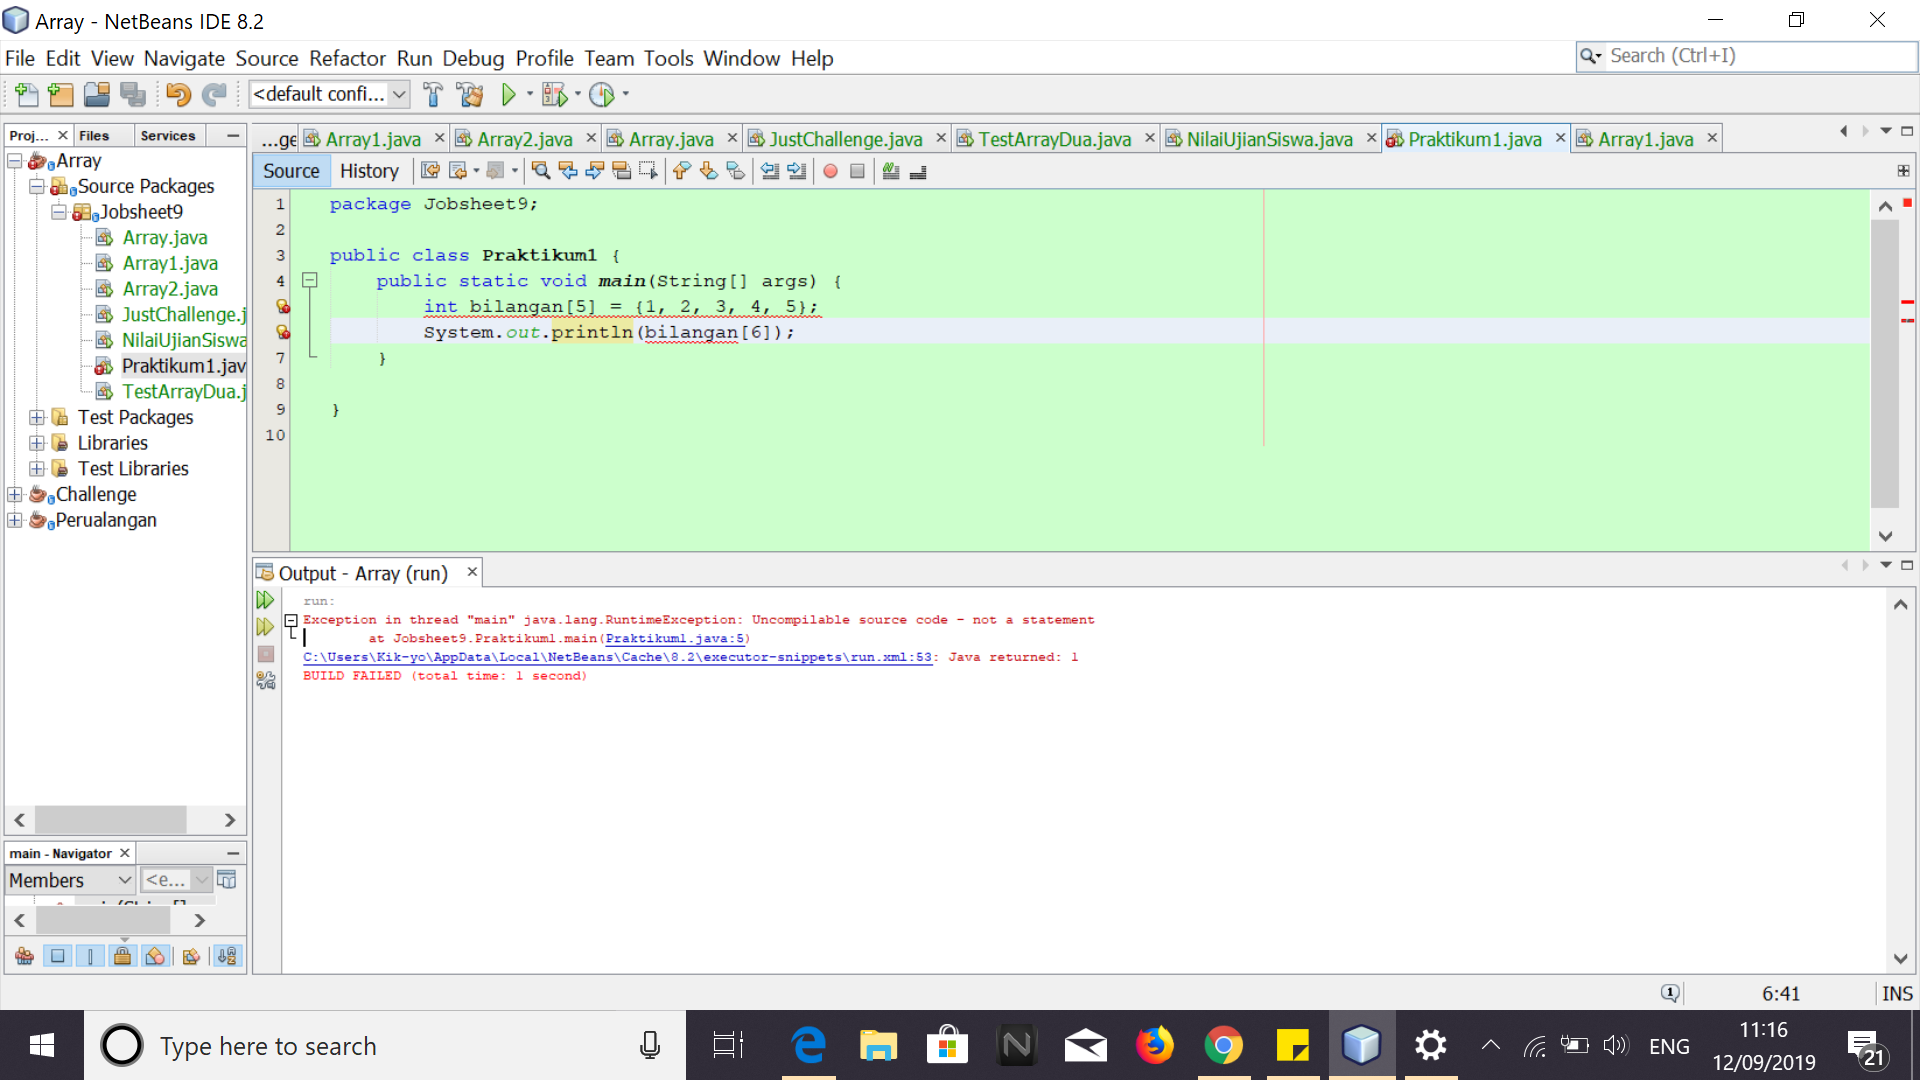 Array - NetBeans IDE 8.2
File Edit View Navigate Source Refactor Run Debug Profile Team Tools Window Help
Search (Ctrl+I)
<default confi...
Proj... Files Services
...ge Array1.java Array2.java Array.java JustChallenge.java TestArrayDua.java NilaiUjianSiswa.java Praktikum1.java Array1.java
Source History
Array
Source Packages
Jobsheet9
Array.java
Array1.java
Array2.java
JustChallenge.j
NilaiUjianSiswa
Praktikum1.jav
TestArrayDua.j
Test Packages
Libraries
Test Libraries
Challenge
Perualangan
1 package Jobsheet9;
2
3 public class Praktikum1 {
4 public static void main(String[] args) {
int bilangan[5] = {1, 2, 3, 4, 5};
System.out.println(bilangan[6]);
7 }
8
9 }
10
Output - Array (run)
run:
Exception in thread "main" java.lang.RuntimeException: Uncompilable source code - not a statement
at Jobsheet9.Praktikum1.main(Praktikum1.java:5)
C:\Users\Kik-yo\AppData\Local\NetBeans\Cache\8.2\executor-snippets\run.xml:53: Java returned: 1
BUILD FAILED (total time: 1 second)
main - Navigator
Members <e...
6:41 INS
Type here to search
ENG
11:16
12/09/2019
21